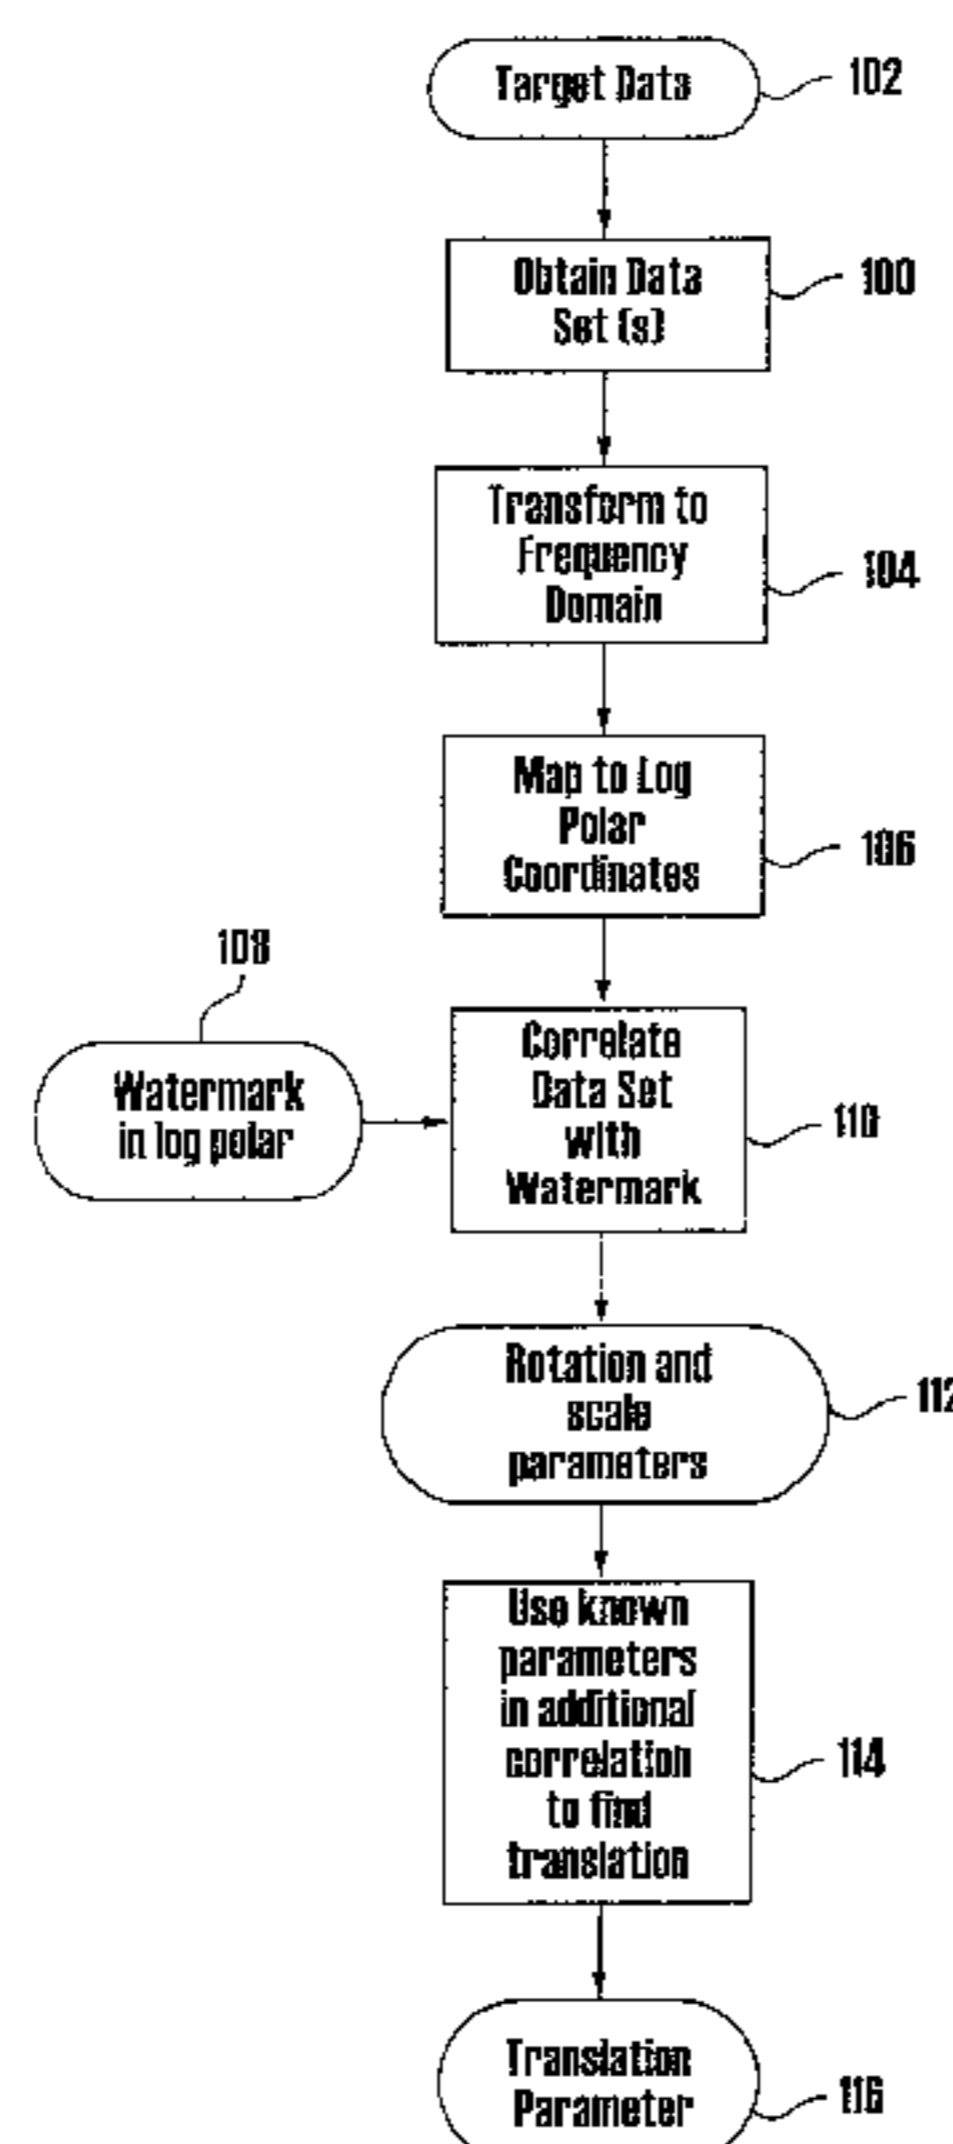 Target Data
102
Obtain Data
Set (s)
100
Transform to
Frequency
Domain
104
Map to Log
Polar
Coordinates
106
108
Watermark
in log polar
Correlate
Data Set
with
Watermark
110
Rotation and
scale
parameters
112
Use known
parameters
in additional
correlation
to find
translation
114
Translation
Parameter
116